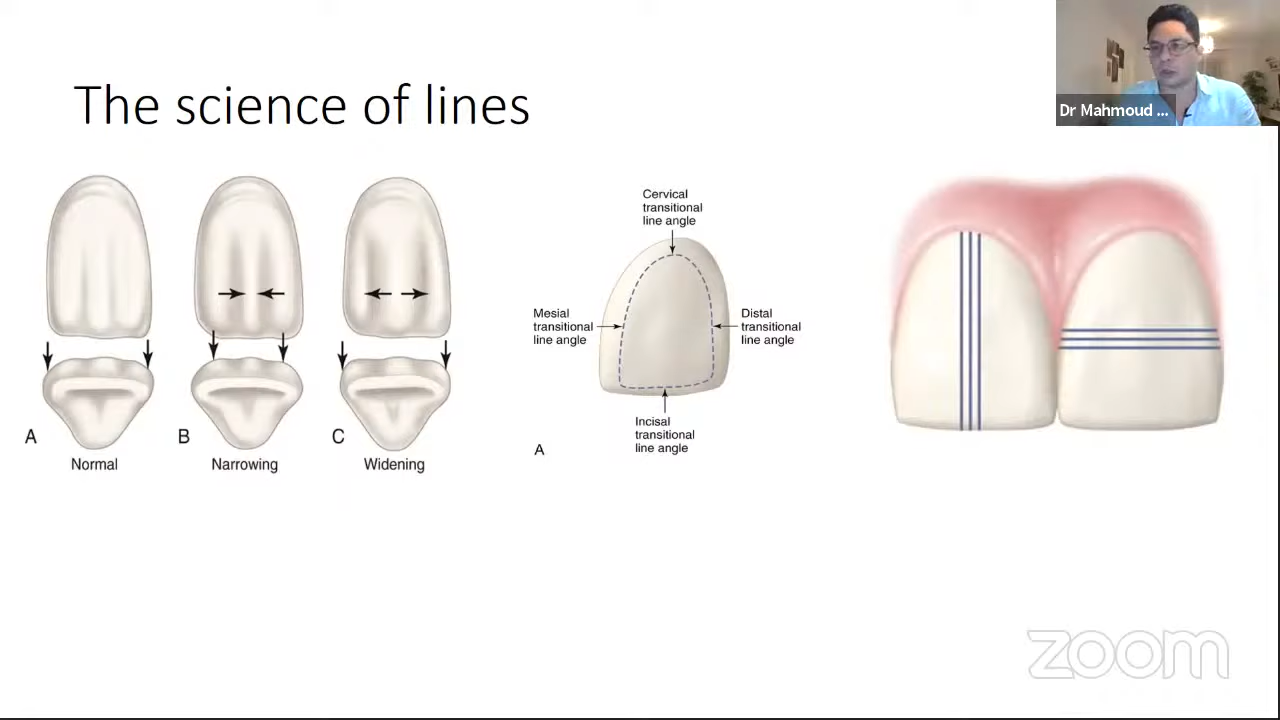 The science of lines
Dr Mahmoud ...
A
Normal
B
Narrowing
C
Widening
Cervical
transitional
line angle
Mesial
transitional
line angle
Distal
transitional
line angle
Incisal
transitional
line angle
A
zoom